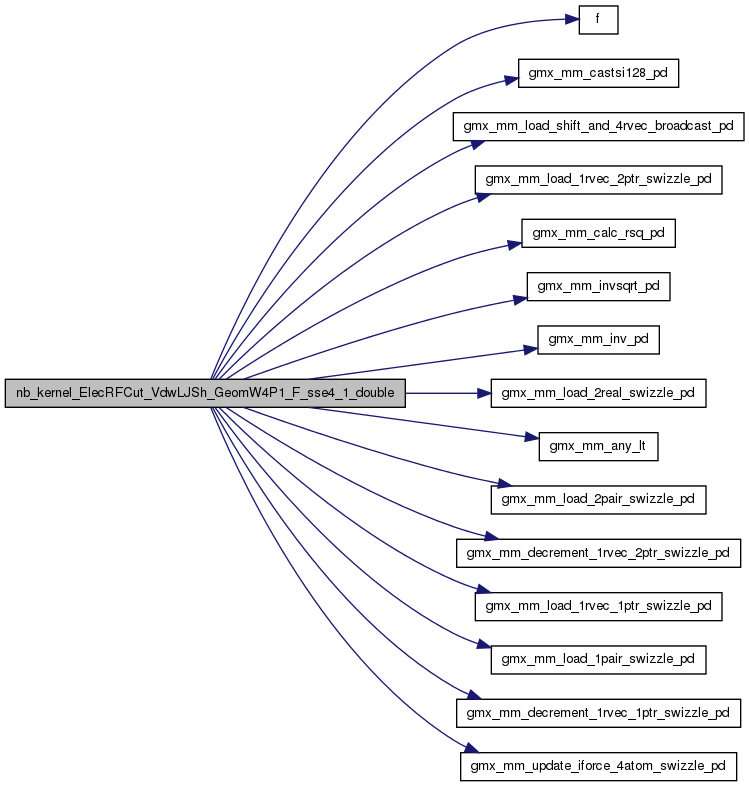 f
gmx_mm_castsi128_pd
gmx_mm_load_shift_and_4rvec_broadcast_pd
gmx_mm_load_1rvec_2ptr_swizzle_pd
gmx_mm_calc_rsq_pd
gmx_mm_invsqrt_pd
gmx_mm_inv_pd
nb_kernel_ElecRFCut_VdwLJSh_GeomW4P1_F_sse4_1_double
gmx_mm_load_2real_swizzle_pd
gmx_mm_any_lt
gmx_mm_load_2pair_swizzle_pd
gmx_mm_decrement_1rvec_2ptr_swizzle_pd
gmx_mm_load_1rvec_1ptr_swizzle_pd
gmx_mm_load_1pair_swizzle_pd
gmx_mm_decrement_1rvec_1ptr_swizzle_pd
gmx_mm_update_iforce_4atom_swizzle_pd